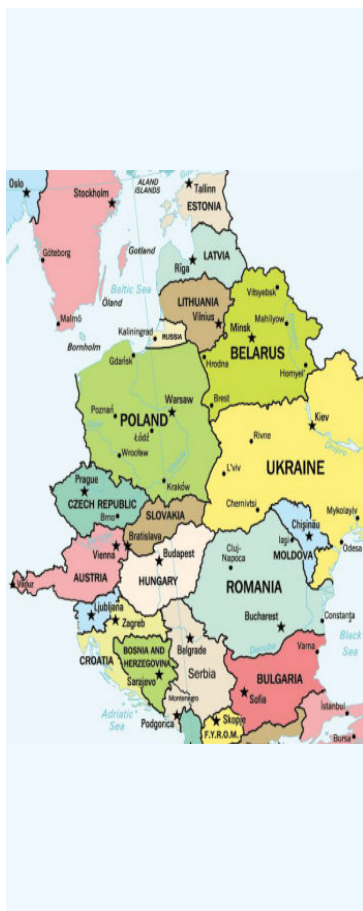 ALAND
ISLANDS
Oslo
Stockholm
Tallinn
ESTONIA
Göteborg
Gotland
LATVIA
Rīga
Baltic Sea
Öland
LITHUANIA
Vitsyebsk
Malmö
Vilnius
Mahilyow
Kaliningrad
RUSSIA
Minsk
Bornholm
BELARUS
Gdańsk
Hrodna
Homyel'
Poznań
Warsaw
Brest
POLAND
Kiev
Łódź
Rivne
Dnipro
Wrocław
L'viv
UKRAINE
Prague
Kraków
CZECH REPUBLIC
Chernivtsi
Brno
SLOVAKIA
Mykolayiv
Chişinău
Vienna
Bratislava
Iaşi
Odesa
Budapest
Cluj-
Napoca
MOLDOVA
Vaduz
AUSTRIA
HUNGARY
ROMANIA
Ljubljana
Zagreb
Bucharest
Constanţa
BOSNIA AND
HERZEGOVINA
Belgrade
Black
Sea
CROATIA
Danube
Varna
Sarajevo
Serbia
BULGARIA
Adriatic
Sea
Montenegro
Sofia
Podgorica
Skopje
F.Y.R.O.M.
İstanbul
Bursa